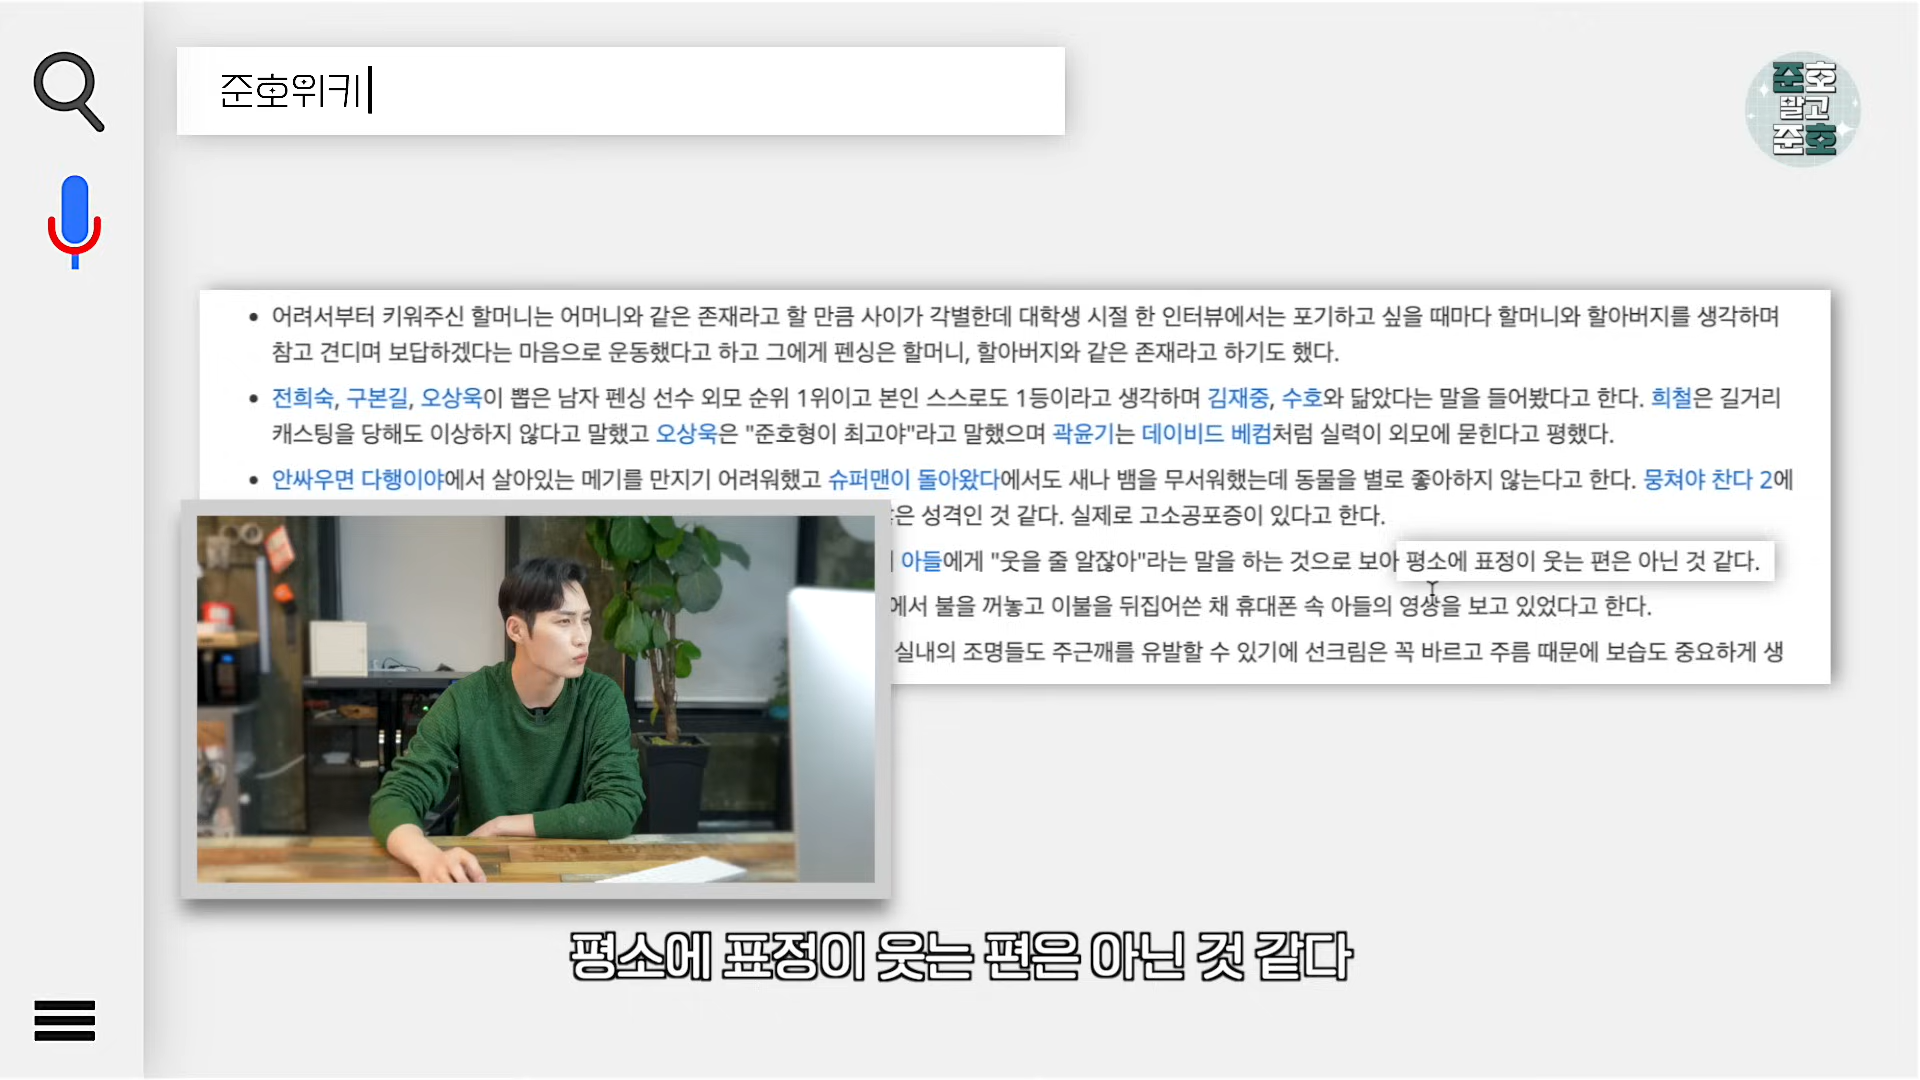 준호위키
준호
말고
준호
어려서부터 키워주신 할머니는 어머니와 같은 존재라고 할 만큼 사이가 각별한데 대학생 시절 한 인터뷰에서는 포기하고 싶을 때마다 할머니와 할아버지를 생각하며
참고 견디며 보답하겠다는 마음으로 운동했다고 하고 그에게 펜싱은 할머니, 할아버지와 같은 존재라고 하기도 했다.
전희숙, 구본길, 오상욱이 뽑은 남자 펜싱 선수 외모 순위 1위이고 본인 스스로도 1등이라고 생각하며 김재중, 수호와 닮았다는 말을 들어봤다고 한다. 희철은 길거리
캐스팅을 당해도 이상하지 않다고 말했고 오상욱은 "준호형이 최고야"라고 말했으며 곽윤기는 데이비드 베컴처럼 실력이 외모에 묻힌다고 평했다.
안싸우면 다행이야에서 살아있는 메기를 만지기 어려워했고 슈퍼맨이 돌아왔다에서도 새나 뱀을 무서워했는데 동물을 별로 좋아하지 않는다고 한다. 뭉쳐야 찬다 2에
은 성격인 것 같다. 실제로 고소공포증이 있다고 한다.
아들에게 "웃을 줄 알잖아"라는 말을 하는 것으로 보아 평소에 표정이 웃는 편은 아닌 것 같다.
에서 불을 꺼놓고 이불을 뒤집어쓴 채 휴대폰 속 아들의 영상을 보고 있었다고 한다.
실내의 조명들도 주근깨를 유발할 수 있기에 선크림은 꼭 바르고 주름 때문에 보습도 중요하게 생
평소에 표정이 웃는 편은 아닌 것 같다